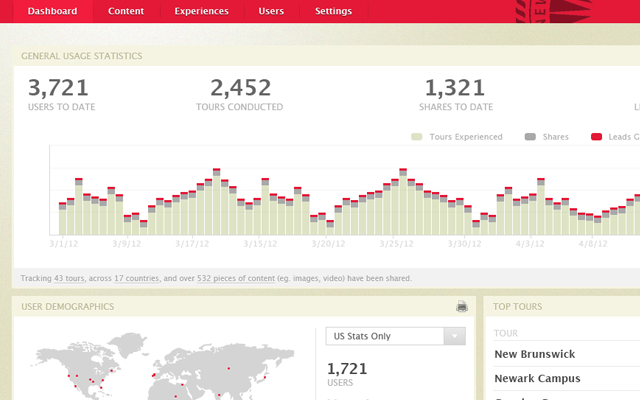 Dashboard Content Experiences Users Settings
NEW
GENERAL USAGE STATISTICS
3,721 2,452 1,321
USERS TO DATE TOURS CONDUCTED SHARES TO DATE
Tours Experienced Shares Leads G
3/1/12 3/9/12 3/17/12 3/15/12 3/20/12 3/25/12 3/30/12 4/3/12 4/8/12
Tracking 43 tours, across 17 countries, and over 532 pieces of content (eg. images, video) have been shared.
USER DEMOGRAPHICS TOP TOURS
US Stats Only TOUR
New Brunswick
1,721
USERS
Newark Campus